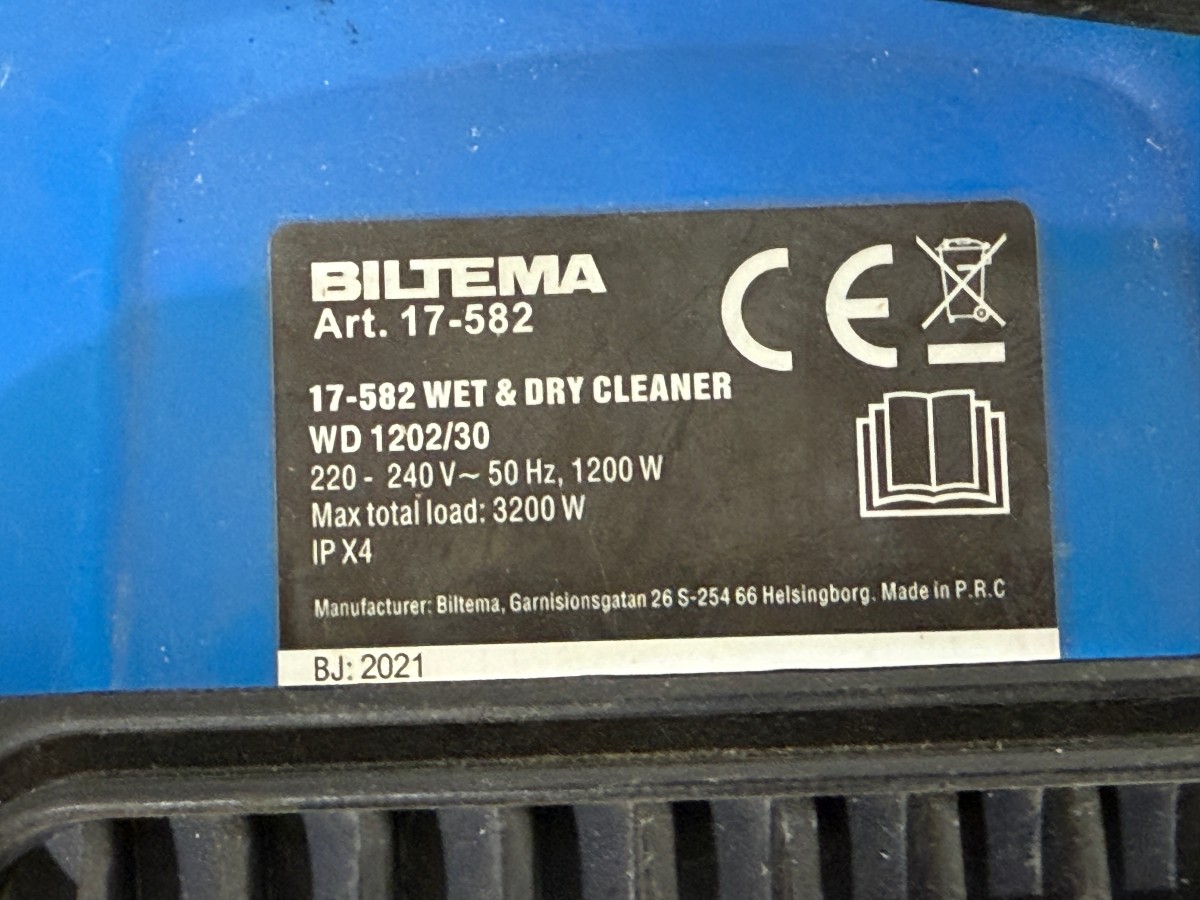 BILTEMA
Art. 17-582
CE
17-582 WET & DRY CLEANER
WD 1202/30
220 - 240 V~ 50 Hz, 1200 W
Max total load: 3200 W
IP X4
Manufacturer: Biltema, Garnisionsgatan 26 S-254 66 Helsingborg. Made in P.R.C
BJ: 2021